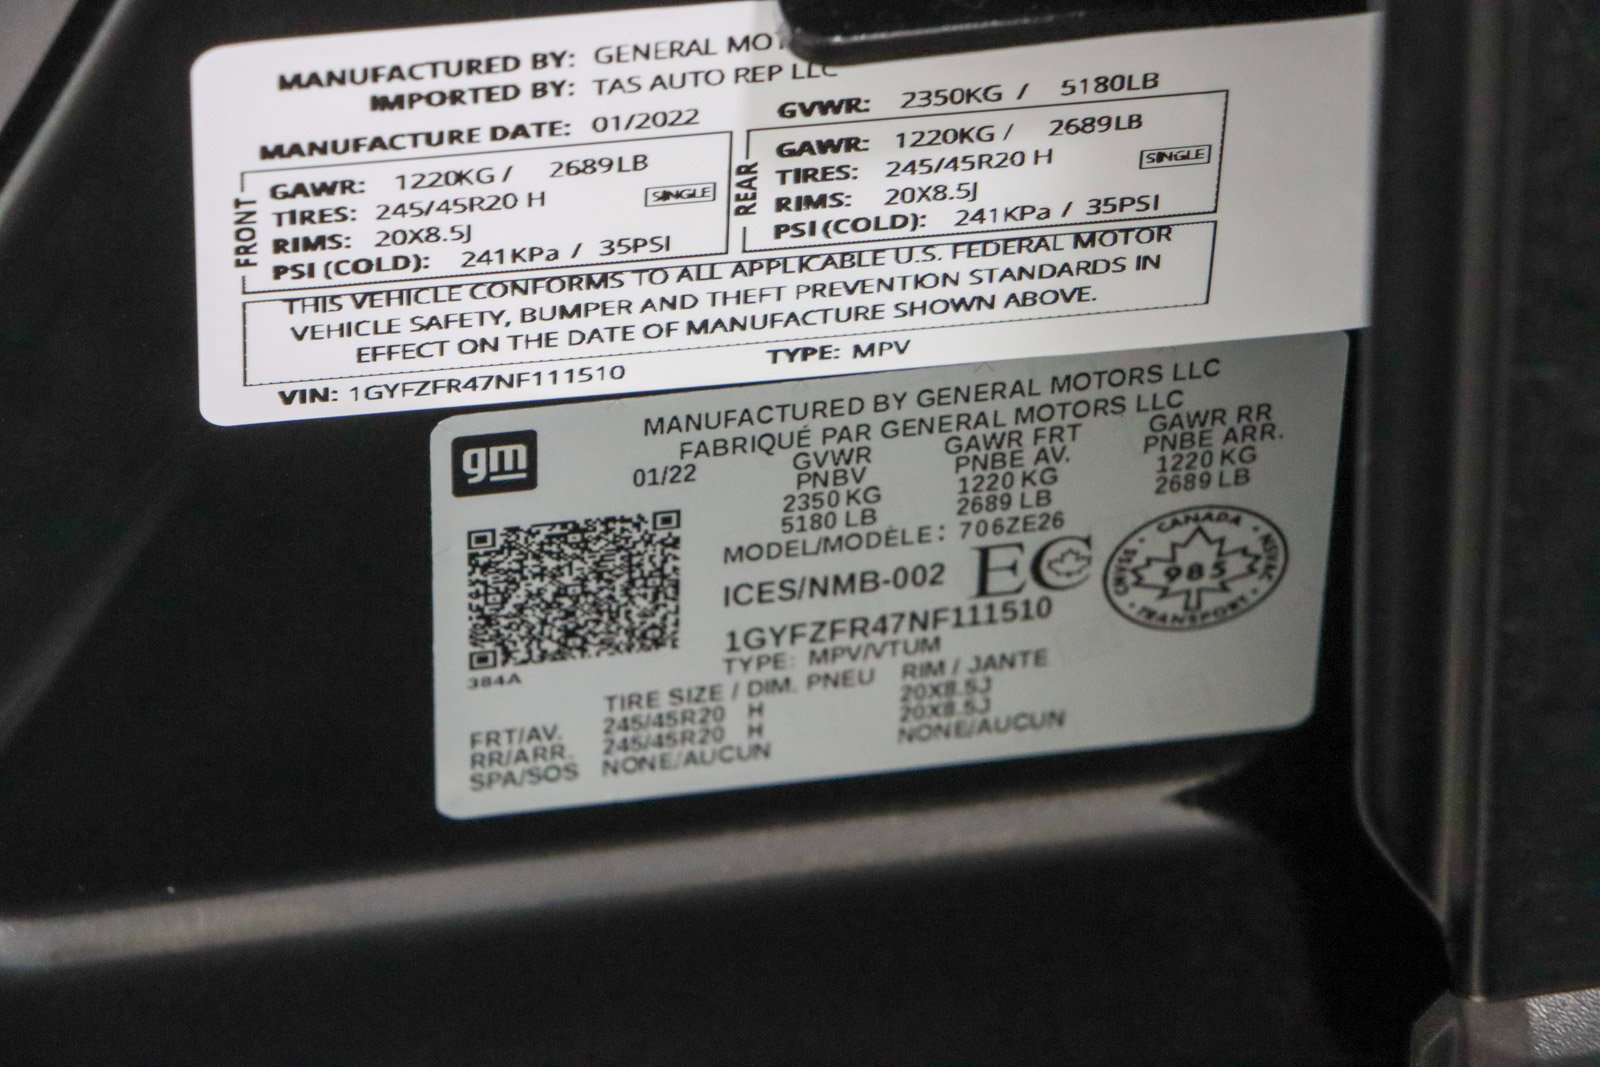 MANUFACTURED BY: GENERAL MOT
IMPORTED BY: TAS AUTO REP LLC
MANUFACTURE DATE: 01/2022
GVWR: 2350KG / 5180LB
FRONT
GAWR: 1220KG / 2689LB
TIRES: 245/45R20 H SINGLE
RIMS: 20X8.5J
PSI (COLD): 241KPa / 35PSI
REAR
GAWR: 1220KG / 2689LB
TIRES: 245/45R20 H SINGLE
RIMS: 20X8.5J
PSI (COLD): 241KPa / 35PSI
THIS VEHICLE CONFORMS TO ALL APPLICABLE U.S. FEDERAL MOTOR
VEHICLE SAFETY, BUMPER AND THEFT PREVENTION STANDARDS IN
EFFECT ON THE DATE OF MANUFACTURE SHOWN ABOVE.
VIN: 1GYFZFR47NF111510 TYPE: MPV
gm
MANUFACTURED BY GENERAL MOTORS LLC
FABRIQUÉ PAR GENERAL MOTORS LLC
01/22 GVWR GAWR FRT GAWR RR
PNBV PNBE AV. PNBE ARR.
2350 KG 1220 KG 1220 KG
5180 LB 2689 LB 2689 LB
MODEL/MODÈLE: 706ZE26
ICES/NMB-002 EC
CANADA
985
TRANSPORT
1GYFZFR47NF111510
TYPE: MPV/VTUM
384A
TIRE SIZE / DIM. PNEU RIM / JANTE
FRT/AV. 245/45R20 H 20X8.5J
RR/ARR. 245/45R20 H 20X8.5J
SPA/SOS NONE/AUCUN NONE/AUCUN